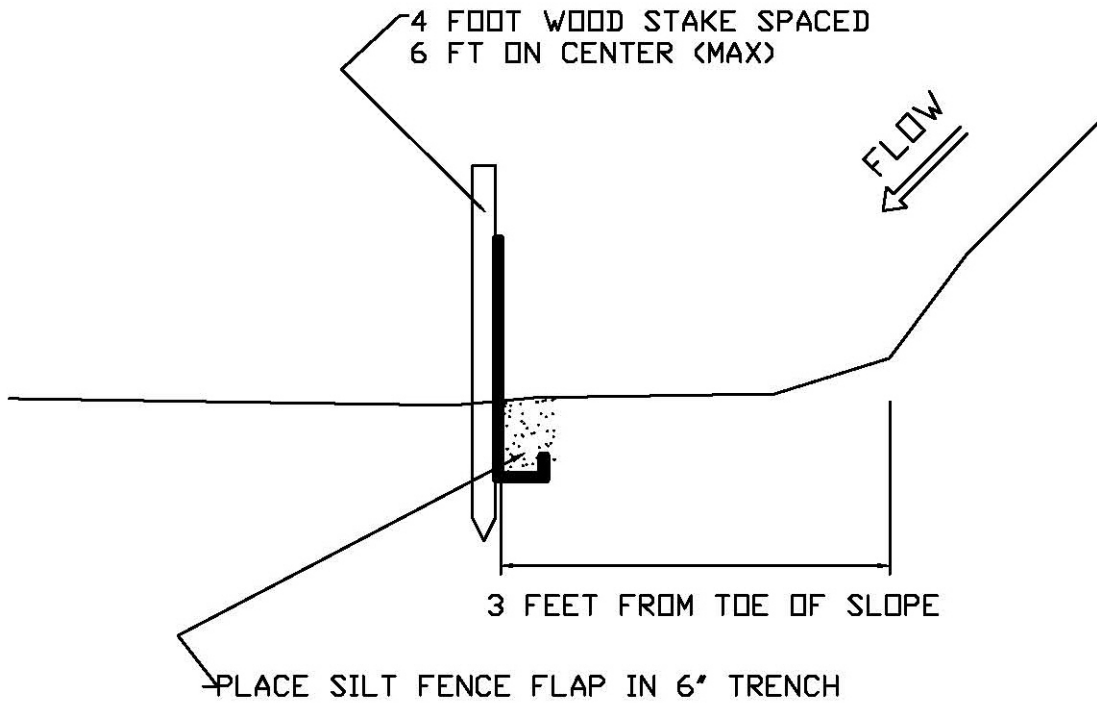 4 FOOT WOOD STAKE SPACED
6 FT ON CENTER (MAX)
FLOW
3 FEET FROM TOE OF SLOPE
PLACE SILT FENCE FLAP IN 6" TRENCH